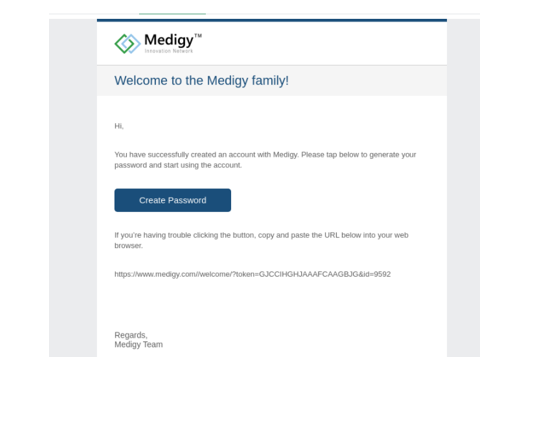 Medigy™
Innovation Network
Welcome to the Medigy family!
Hi,
You have successfully created an account with Medigy. Please tap below to generate your
password and start using the account.
Create Password
If you're having trouble clicking the button, copy and paste the URL below into your web
browser.
https://www.medigy.com//welcome/?token=GJCCIHGHJAAAFCAAGBJG&id=9592
Regards,
Medigy Team